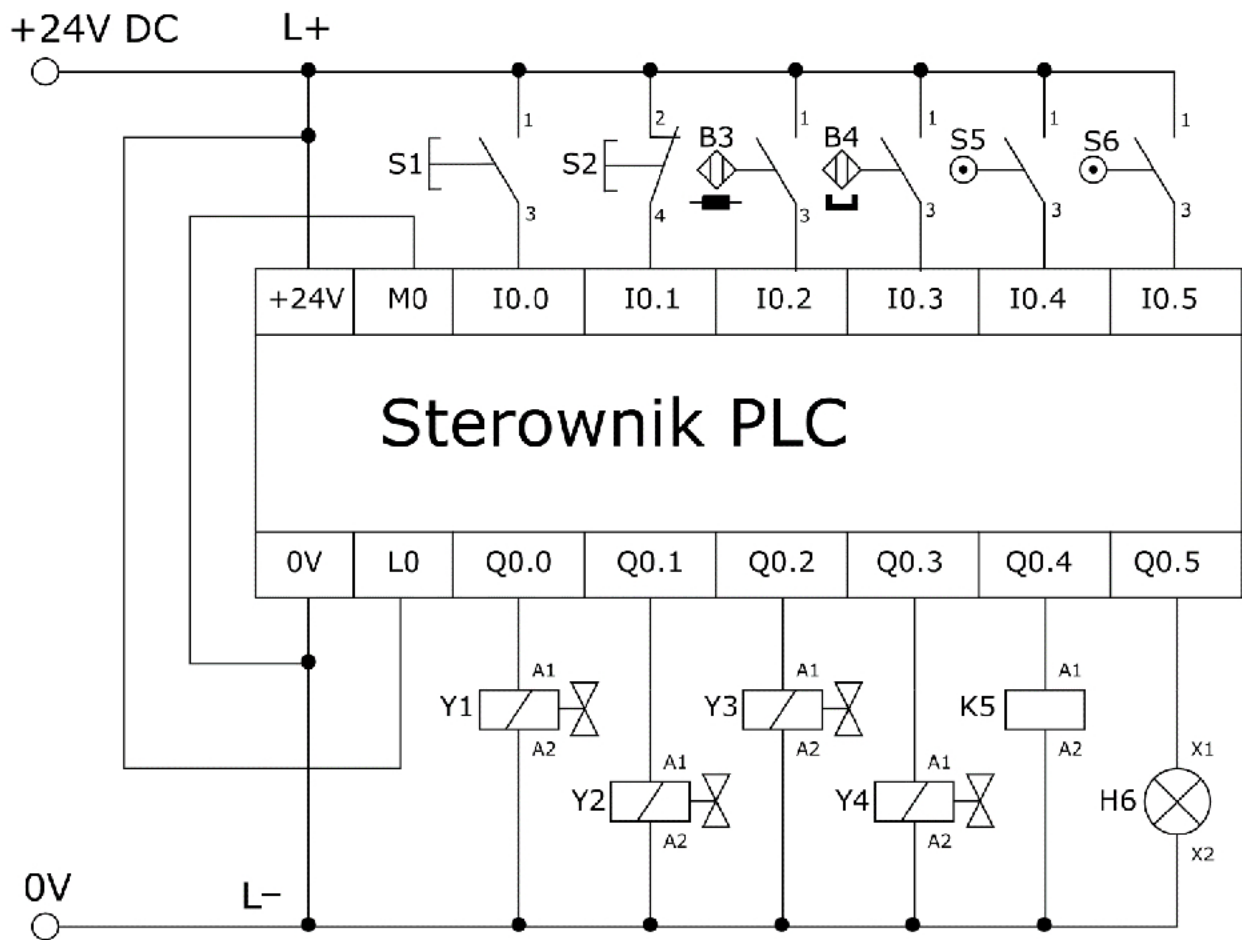 +24V DC L+
1 2 1 1 1 1
S1 S2 B3 B4 S5 S6
3 4 3 3 3 3
+24V M0 I0.0 I0.1 I0.2 I0.3 I0.4 I0.5
Sterownik PLC
0V L0 Q0.0 Q0.1 Q0.2 Q0.3 Q0.4 Q0.5
A1 A1 A1
Y1 Y3 K5
A2 A2 A2 X1
A1 A1
Y2 Y4 H6
A2 A2 X2
0V L–